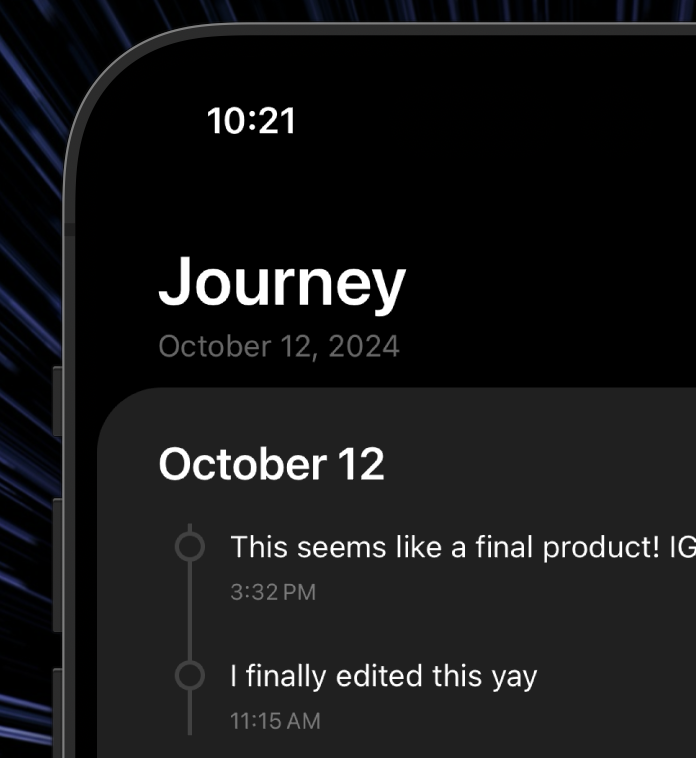 10:21
Journey
October 12, 2024
October 12
This seems like a final product! IG
3:32 PM
I finally edited this yay
11:15 AM